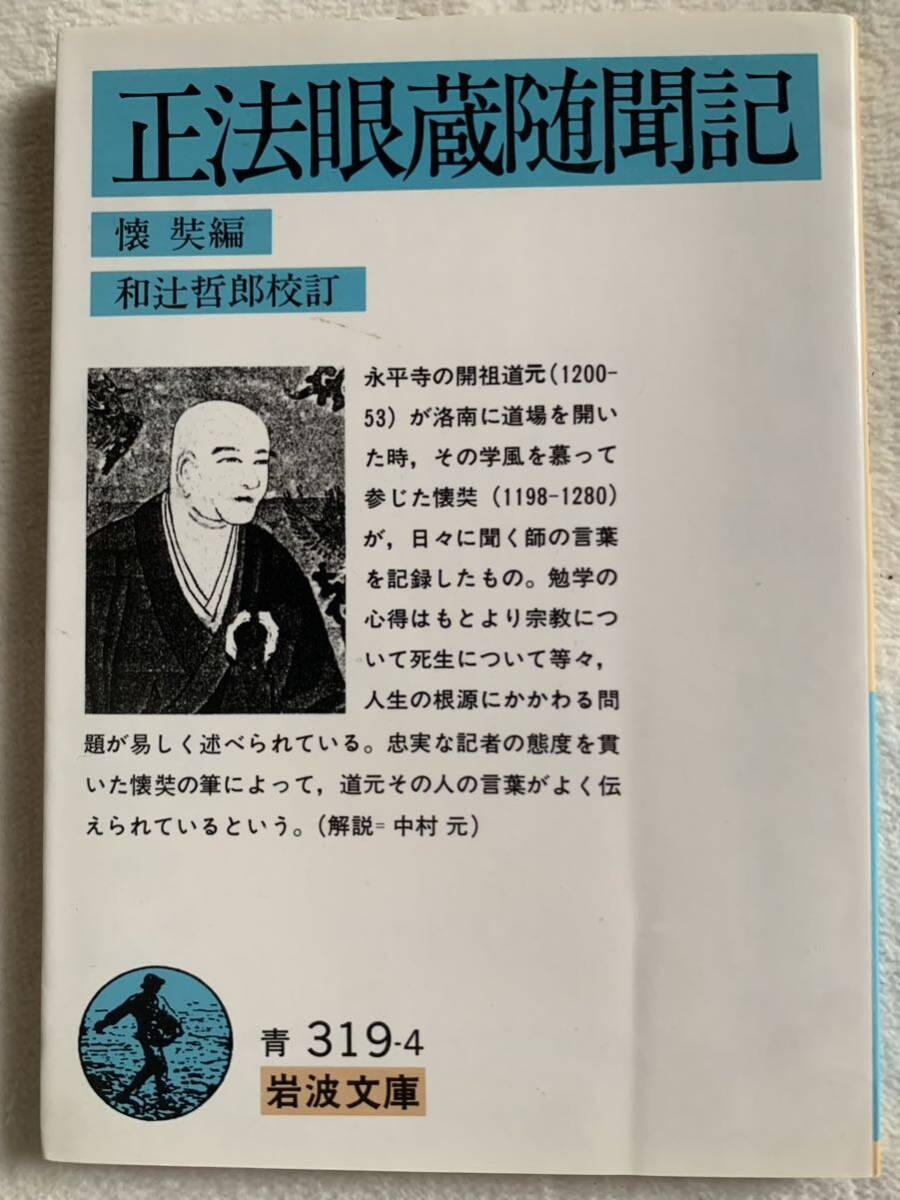 正法眼蔵随聞記
懐 奘編
和辻哲郎校訂
永平寺の開祖道元(1200-
53)が洛南に道場を開い
た時，その学風を慕って
参じた懐奘(1198-1280)
が，日々に聞く師の言葉
を記録したもの。勉学の
心得はもとより宗教につ
いて死生について等々，
人生の根源にかかわる問
題が易しく述べられている。忠実な記者の態度を貫
いた懐奘の筆によって，道元その人の言葉がよく伝
えられているという。(解説=中村 元)
青 319-4
岩波文庫